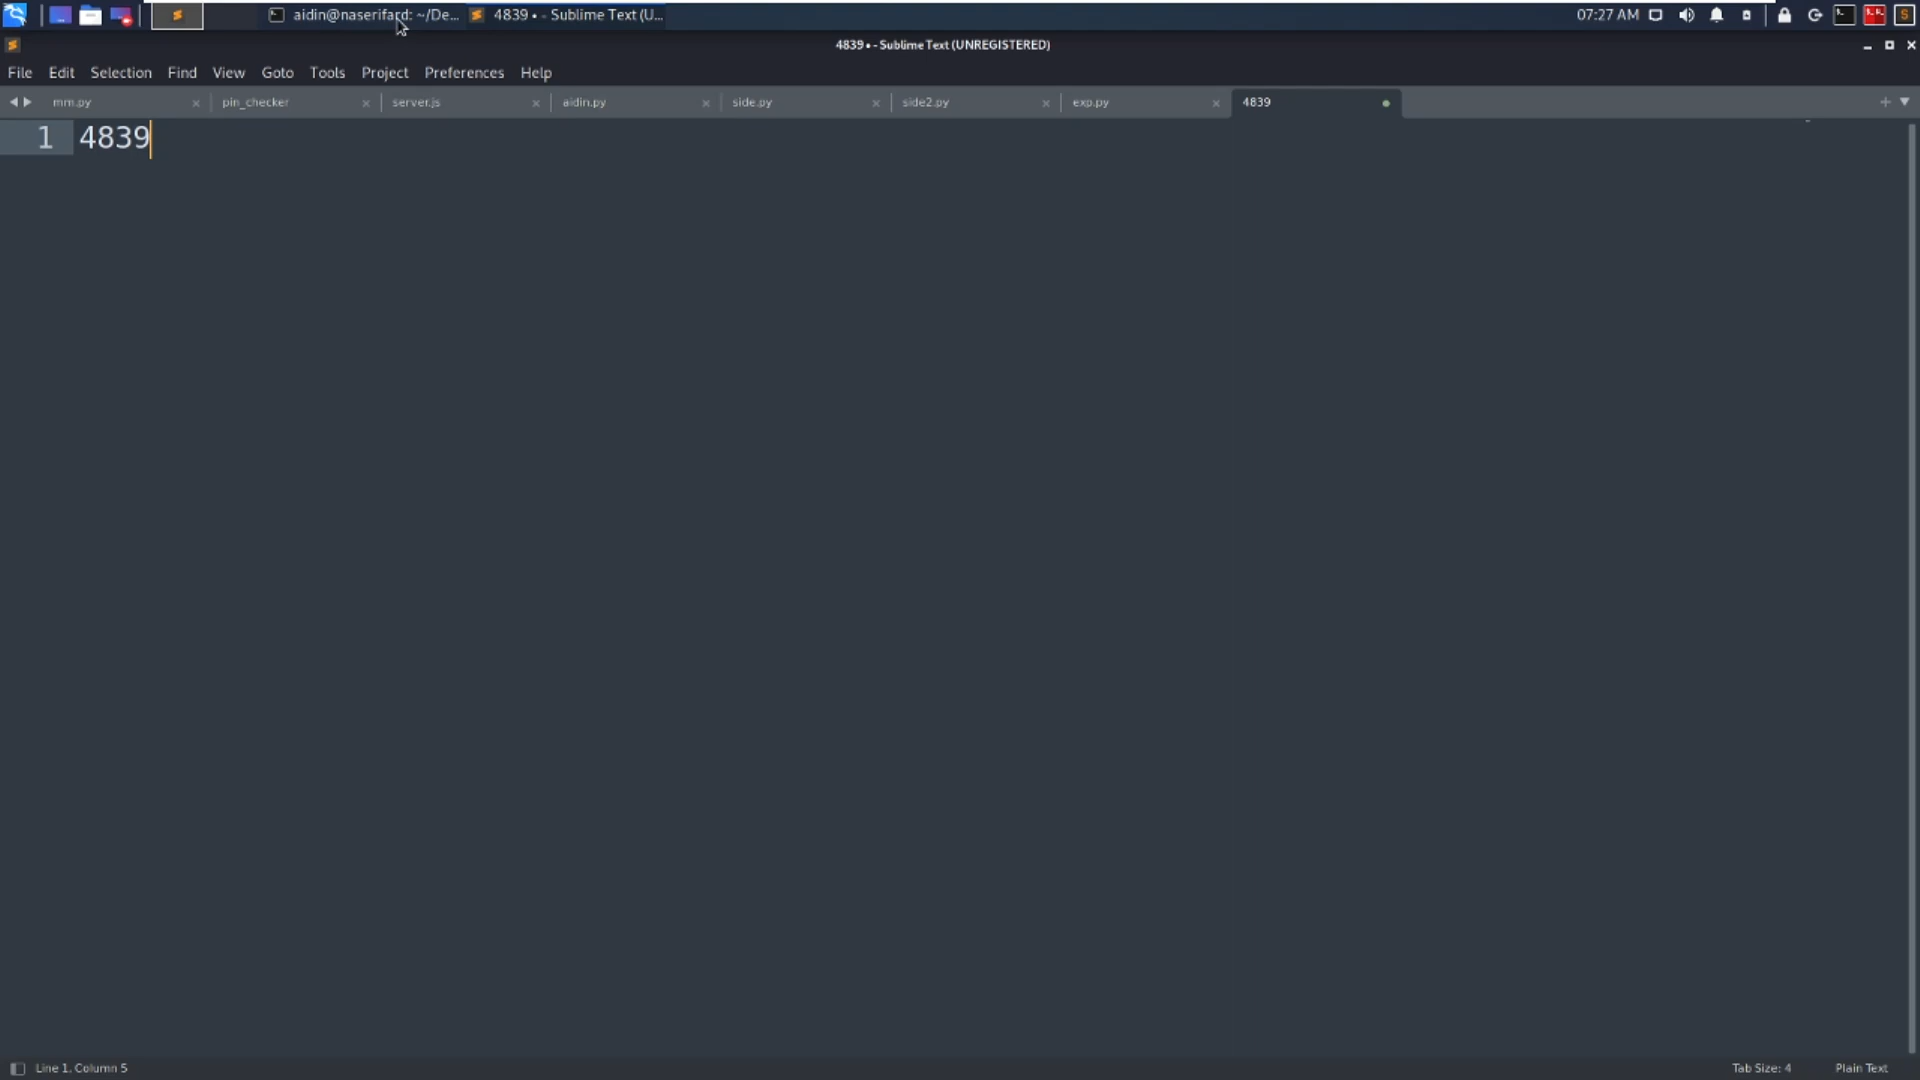 aidin@naserifard: ~/De... 4839 • - Sublime Text (U... 07:27 AM
4839 • - Sublime Text (UNREGISTERED)
File Edit Selection Find View Goto Tools Project Preferences Help
mm.py pin_checker server.js aidin.py side.py side2.py exp.py 4839
1 4839
Line 1, Column 5 Tab Size: 4 Plain Text